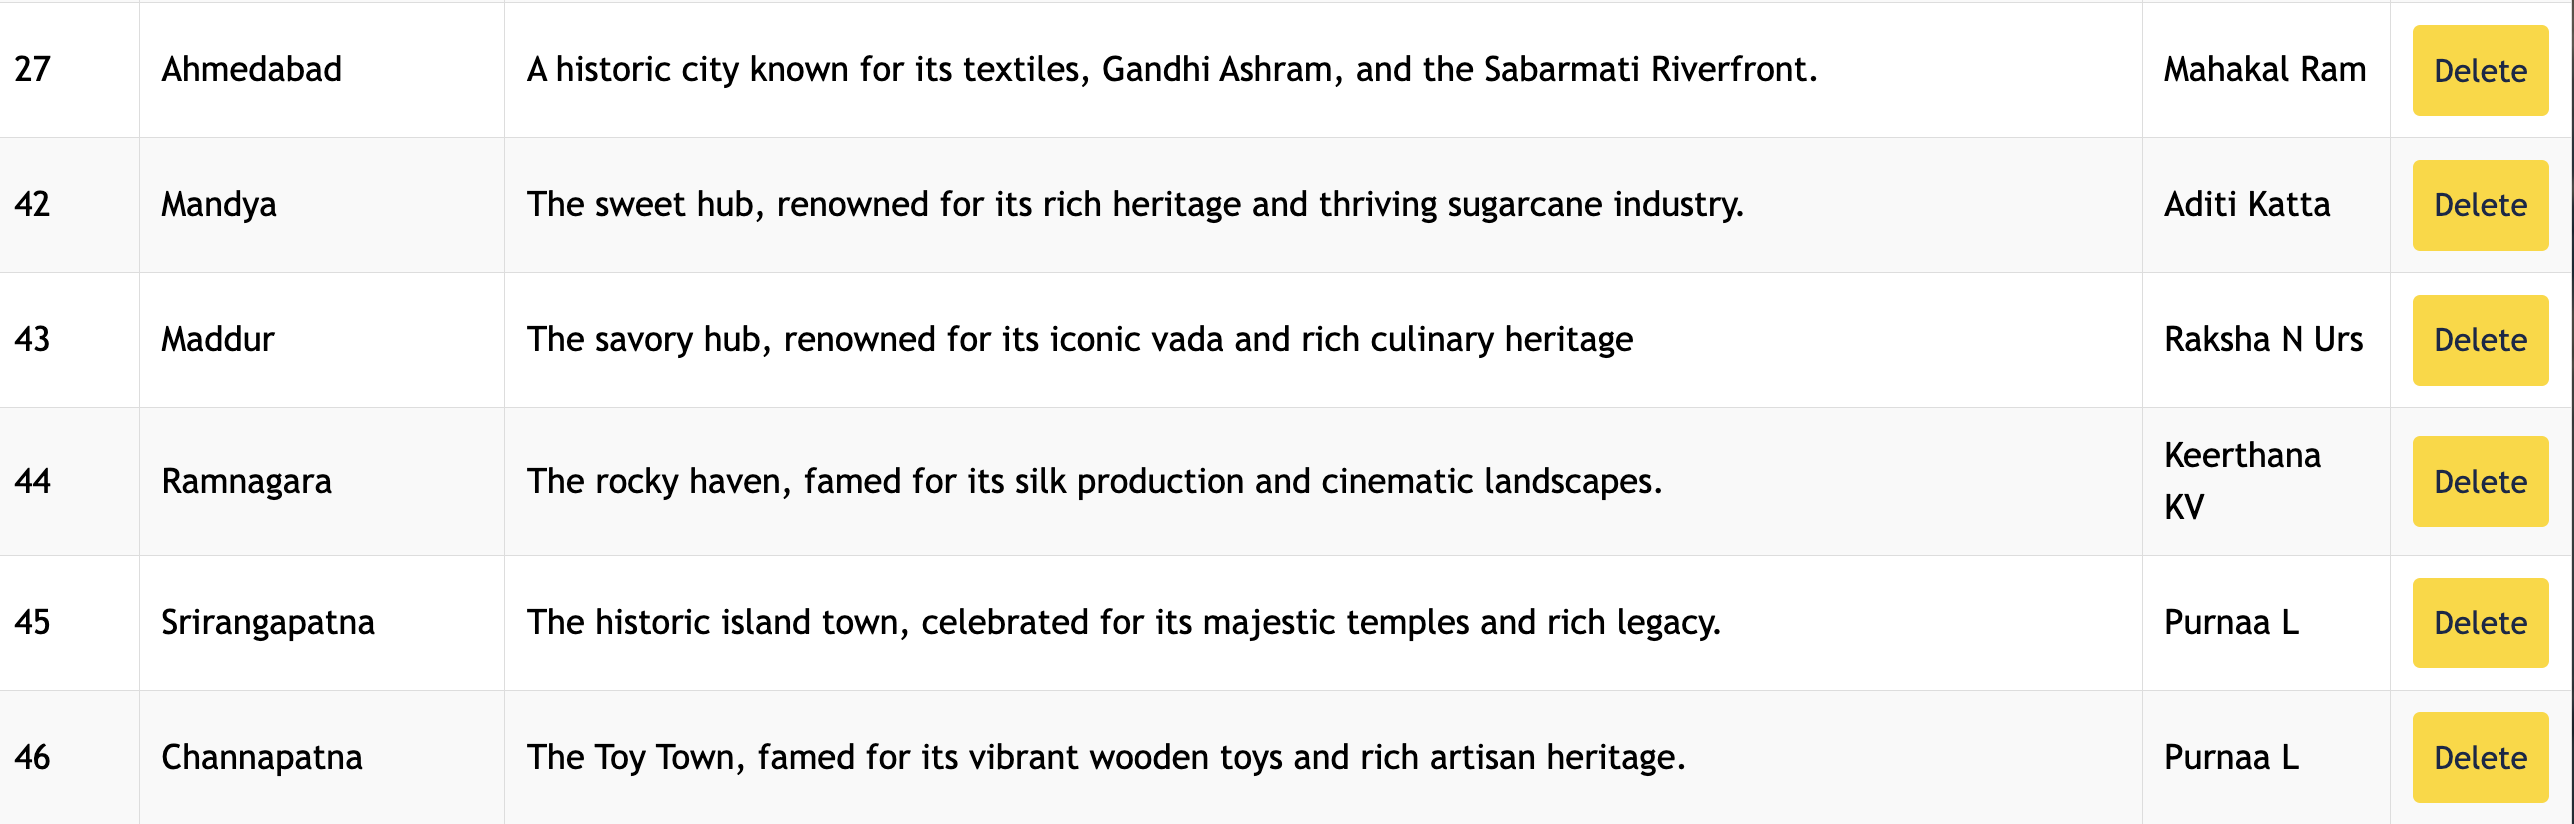 27 Ahmedabad A historic city known for its textiles, Gandhi Ashram, and the Sabarmati Riverfront. Mahakal Ram Delete
42 Mandya The sweet hub, renowned for its rich heritage and thriving sugarcane industry. Aditi Katta Delete
43 Maddur The savory hub, renowned for its iconic vada and rich culinary heritage Raksha N Urs Delete
44 Ramnagara The rocky haven, famed for its silk production and cinematic landscapes. Keerthana
KV Delete
45 Srirangapatna The historic island town, celebrated for its majestic temples and rich legacy. Purnaa L Delete
46 Channapatna The Toy Town, famed for its vibrant wooden toys and rich artisan heritage. Purnaa L Delete